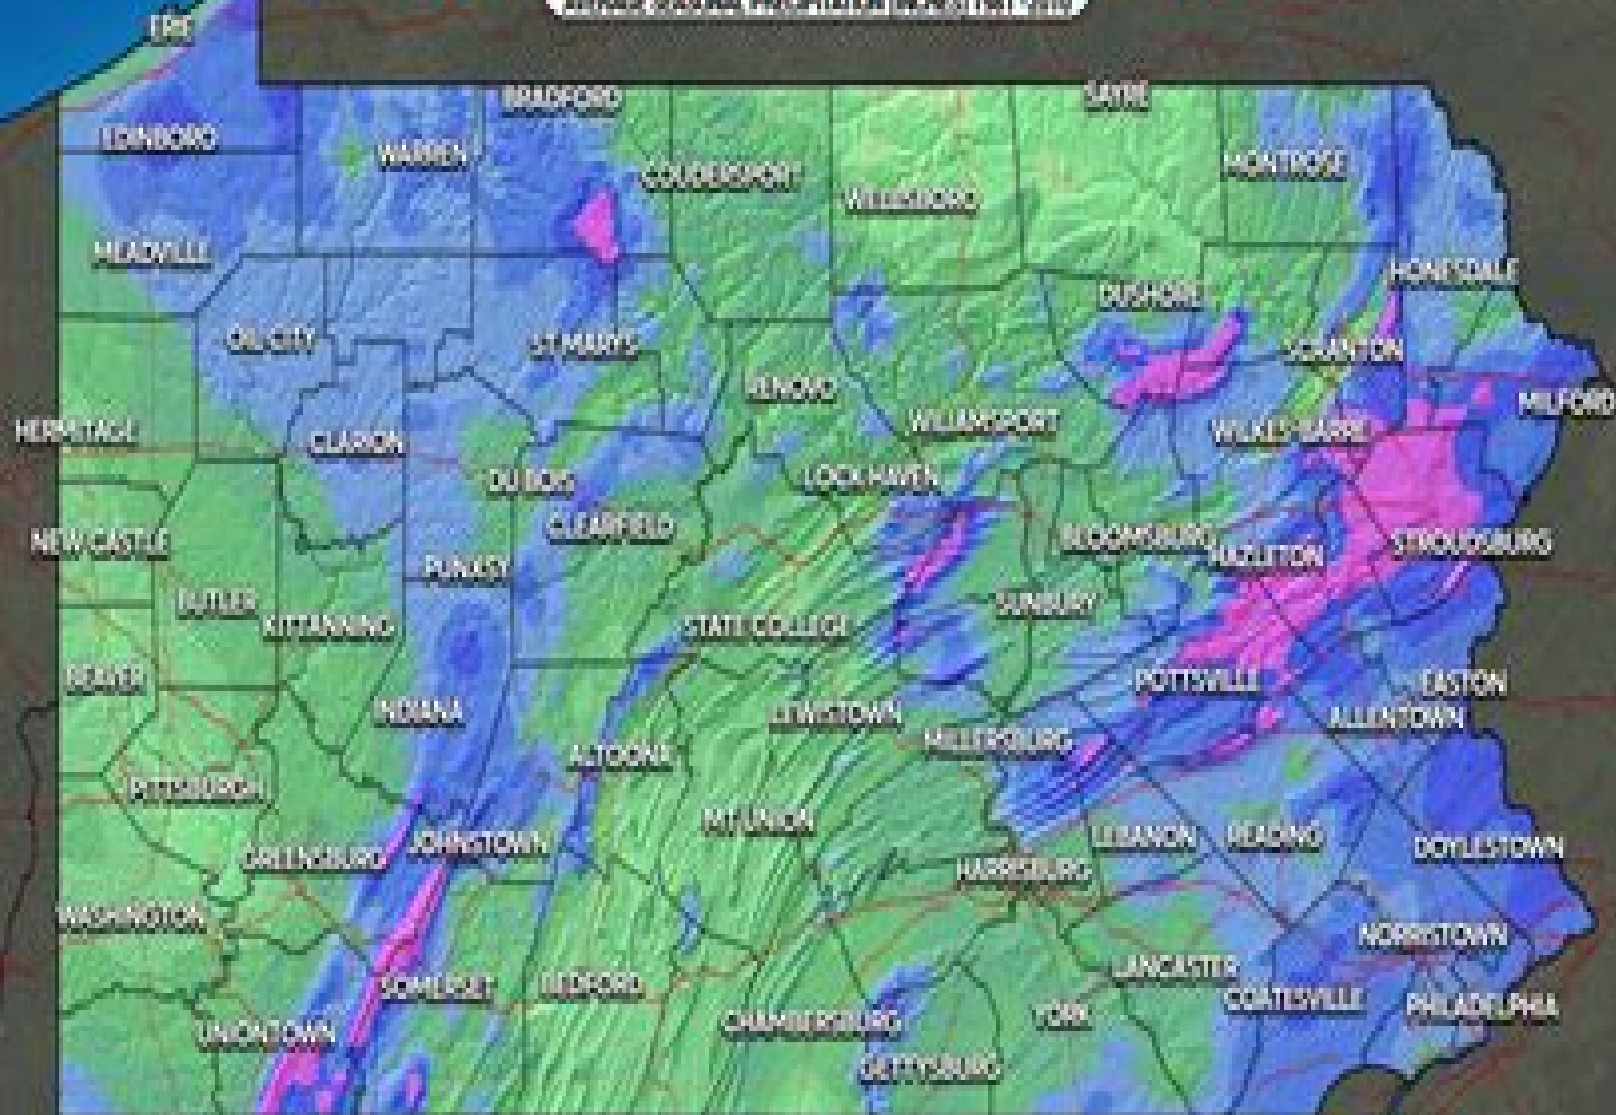 ERIE
BRADFORD
SAYRE
EDINBORO
WARREN
COUDERSPORT
WELLSBORO
MONTROSE
MEADVILLE
HONESDALE
DUSHORE
OIL CITY
ST MARYS
SCRANTON
RENOVO
MILFORD
HERMITAGE
CLARION
WILIAMSPORT
WILKES-BARRE
DU BOIS
LOCK HAVEN
CLEARFIELD
NEW CASTLE
BLOOMSBURG
HAZLETON
STROUDSBURG
PUNXSY
BUTLER
KITTANNING
STATE COLLEGE
SUNBURY
BEAVER
POTTSVILLE
EASTON
INDIANA
LEWISTOWN
ALLENTOWN
MILLERSBURG
ALTOONA
PITTSBURGH
MT UNION
GREENSBURG
JOHNSTOWN
LEBANON
READING
DOYLESTOWN
HARRISBURG
WASHINGTON
NORRISTOWN
LANCASTER
SOMERSET
BEDFORD
COATESVILLE
PHILADELPHIA
UNIONTOWN
CHAMBERSBURG
YORK
GETTYSBURG